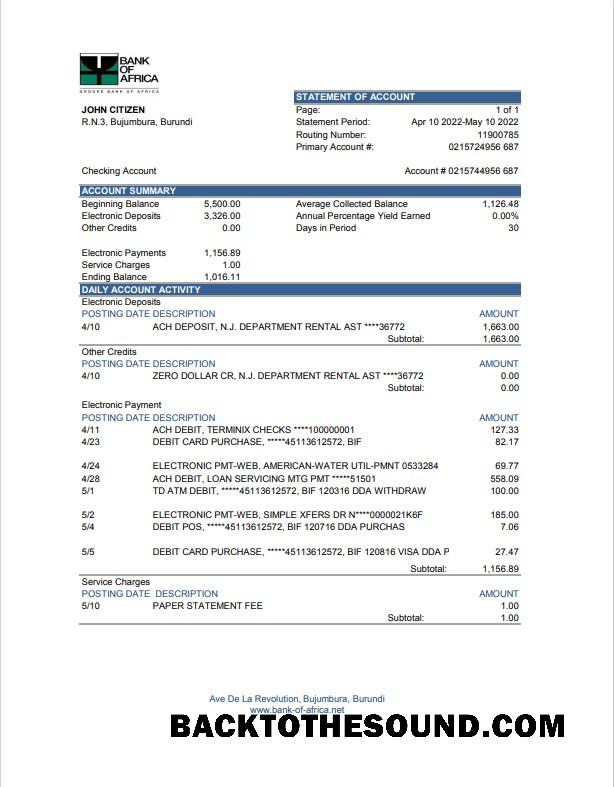 BANK
OF
AFRICA
GROUPE BANK OF AFRICA
STATEMENT OF ACCOUNT
JOHN CITIZEN
R.N.3, Bujumbura, Burundi
Page: 1 of 1
Statement Period: Apr 10 2022-May 10 2022
Routing Number: 11900785
Primary Account #: 0215724956 687
Checking Account Account # 0215744956 687
ACCOUNT SUMMARY
Beginning Balance 5,500.00 Average Collected Balance 1,126.48
Electronic Deposits 3,326.00 Annual Percentage Yield Earned 0.00%
Other Credits 0.00 Days in Period 30
Electronic Payments 1,156.89
Service Charges 1.00
Ending Balance 1,016.11
DAILY ACCOUNT ACTIVITY
Electronic Deposits
POSTING DATE DESCRIPTION AMOUNT
4/10 ACH DEPOSIT, N.J. DEPARTMENT RENTAL AST ****36772 1,663.00
Subtotal: 1,663.00
Other Credits
POSTING DATE DESCRIPTION AMOUNT
4/10 ZERO DOLLAR CR, N.J. DEPARTMENT RENTAL AST ****36772 0.00
Subtotal: 0.00
Electronic Payment
POSTING DATE DESCRIPTION AMOUNT
4/11 ACH DEBIT, TERMINIX CHECKS ****100000001 127.33
4/23 DEBIT CARD PURCHASE, *****45113612572, BIF 82.17
4/24 ELECTRONIC PMT-WEB, AMERICAN-WATER UTIL-PMNT 0533284 69.77
4/28 ACH DEBIT, LOAN SERVICING MTG PMT *****51501 558.09
5/1 TD ATM DEBIT, *****45113612572, BIF 120316 DDA WITHDRAW 100.00
5/2 ELECTRONIC PMT-WEB, SIMPLE XFERS DR N****0000021K6F 185.00
5/4 DEBIT POS, *****45113612572, BIF 120716 DDA PURCHAS 7.06
5/5 DEBIT CARD PURCHASE, *****45113612572, BIF 120816 VISA DDA P 27.47
Subtotal: 1,156.89
Service Charges
POSTING DATE DESCRIPTION AMOUNT
5/10 PAPER STATEMENT FEE 1.00
Subtotal: 1.00
Ave De La Revolution, Bujumbura, Burundi
www.bank-of-africa.net
BACKTOTHESOUND.COM